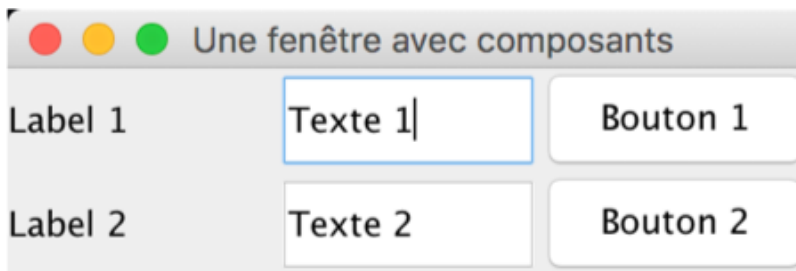 Une fenêtre avec composants
Label 1 Texte 1 Bouton 1
Label 2 Texte 2 Bouton 2